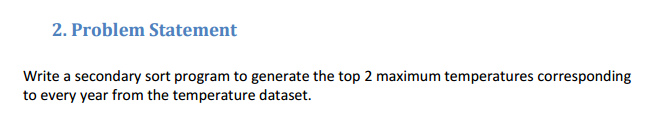 2. Problem Statement
Write a secondary sort program to generate the top 2 maximum temperatures corresponding
to every year from the temperature dataset.